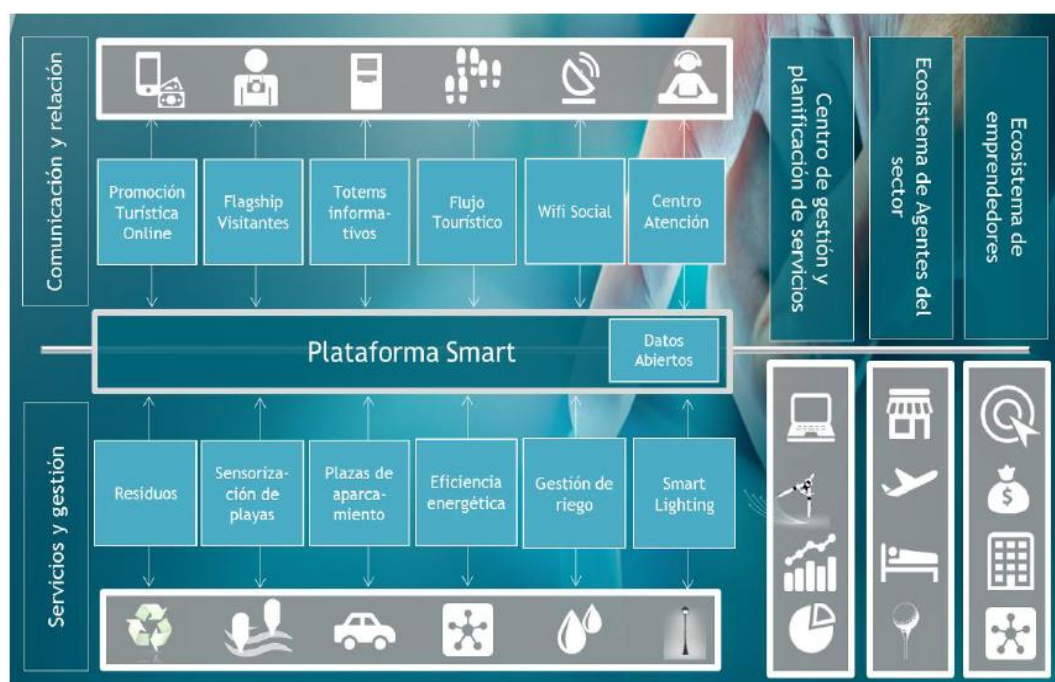 Comunicación y relación
Promoción
Turística
Online
Flagship
Visitantes
Totems
informa-
tivos
Flujo
Tourístico
Wifi Social
Centro
Atención
Plataforma Smart
Datos
Abiertos
Servicios y gestión
Residuos
Sensoriza-
ción de
playas
Plazas de
aparca-
miento
Eficiencia
energética
Gestión de
riego
Smart
Lighting
Centro de gestión y
planificación de servicios
Ecosistema de Agentes del
sector
Ecosistema de
emprendedores
$